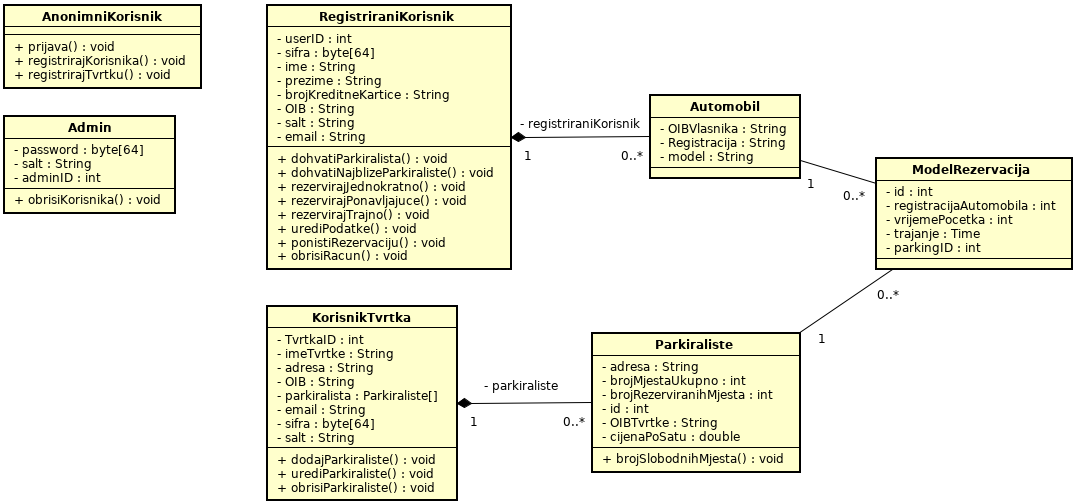 AnonimniKorisnik
+ prijava() : void
+ registrirajKorisnika() : void
+ registrirajTvrtku() : void
Admin
- password : byte[64]
- salt : String
- adminID : int
+ obrisiKorisnika() : void
RegistriraniKorisnik
- userID : int
- sifra : byte[64]
- ime : String
- prezime : String
- brojKreditneKartice : String
- OIB : String
- salt : String
- email : String
+ dohvatiParkiralista() : void
+ dohvatiNajblizeParkiraliste() : void
+ rezervirajJednokratno() : void
+ rezervirajPonavljajuce() : void
+ rezervirajTrajno() : void
+ urediPodatke() : void
+ ponistiRezervaciju() : void
+ obrisiRacun() : void
- registriraniKorisnik
1
0..*
Automobil
- OIBVlasnika : String
- Registracija : String
- model : String
1
0..*
ModelRezervacija
- id : int
- registracijaAutomobila : int
- vrijemePocetka : int
- trajanje : Time
- parkingID : int
0..*
1
KorisnikTvrtka
- TvrtkaID : int
- imeTvrtke : String
- adresa : String
- OIB : String
- parkiralista : Parkiraliste[]
- email : String
- sifra : byte[64]
- salt : String
+ dodajParkiraliste() : void
+ urediParkiraliste() : void
+ obrisiParkiraliste() : void
- parkiraliste
1
0..*
Parkiraliste
- adresa : String
- brojMjestaUkupno : int
- brojRezerviranihMjesta : int
- id : int
- OIBTvrtke : String
- cijenaPoSatu : double
+ brojSlobodnihMjesta() : void